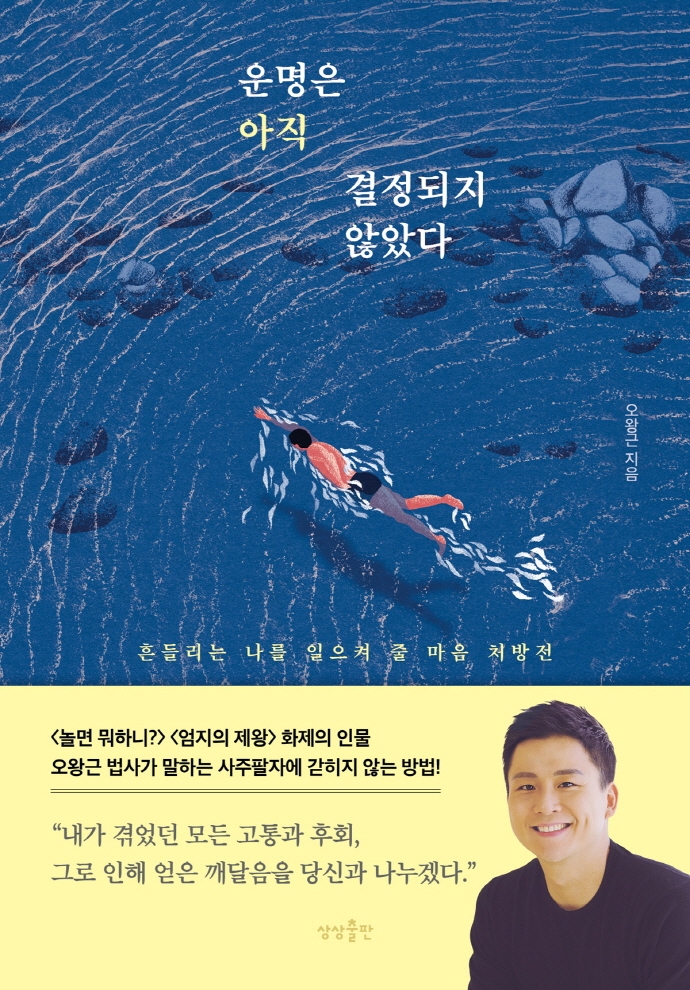 운명은
아직
결정되지
않았다
오왕근 지음
흔들리는 나를 일으켜 줄 마음 처방전
<놀면 뭐하니?> <엄지의 제왕> 화제의 인물
오왕근 법사가 말하는 사주팔자에 갇히지 않는 방법!
“내가 겪었던 모든 고통과 후회,
그로 인해 얻은 깨달음을 당신과 나누겠다.”
상상출판